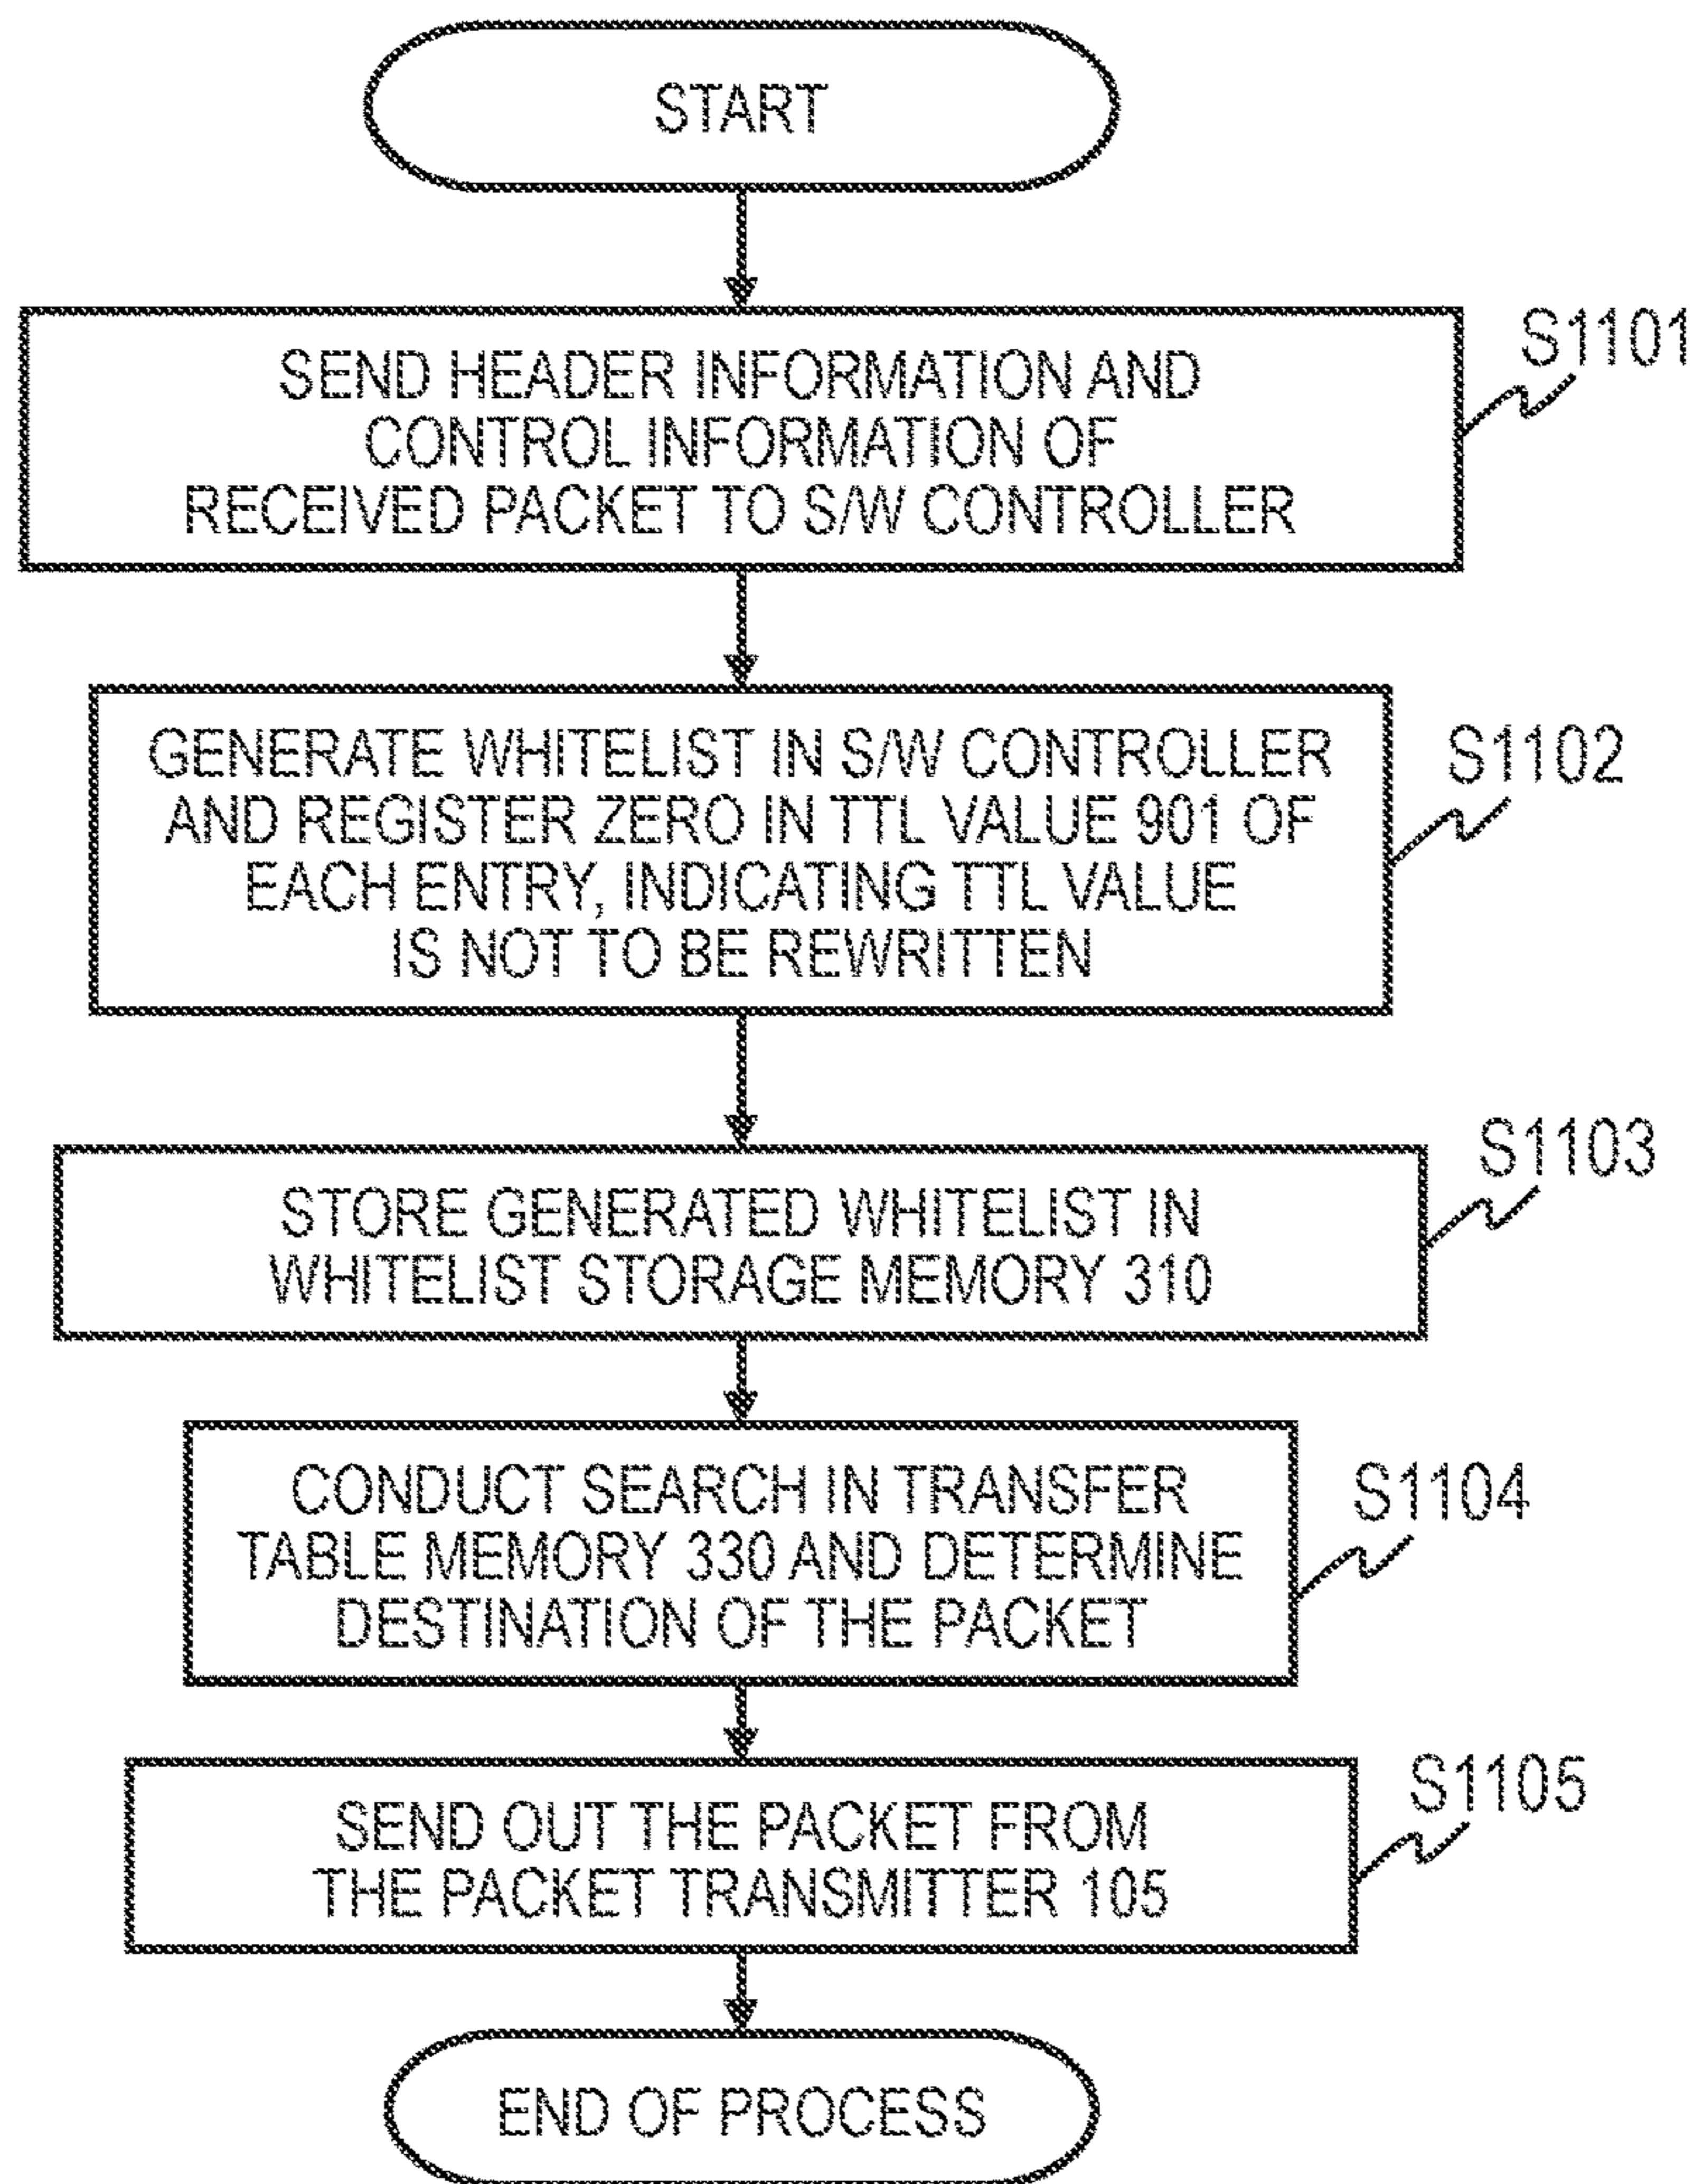 START
SEND HEADER INFORMATION AND
CONTROL INFORMATION OF
RECEIVED PACKET TO S/W CONTROLLER
S1101
GENERATE WHITELIST IN S/W CONTROLLER
AND REGISTER ZERO IN TTL VALUE 901 OF
EACH ENTRY, INDICATING TTL VALUE
IS NOT TO BE REWRITTEN
S1102
STORE GENERATED WHITELIST IN
WHITELIST STORAGE MEMORY 310
S1103
CONDUCT SEARCH IN TRANSFER
TABLE MEMORY 330 AND DETERMINE
DESTINATION OF THE PACKET
S1104
SEND OUT THE PACKET FROM
THE PACKET TRANSMITTER 105
S1105
END OF PROCESS